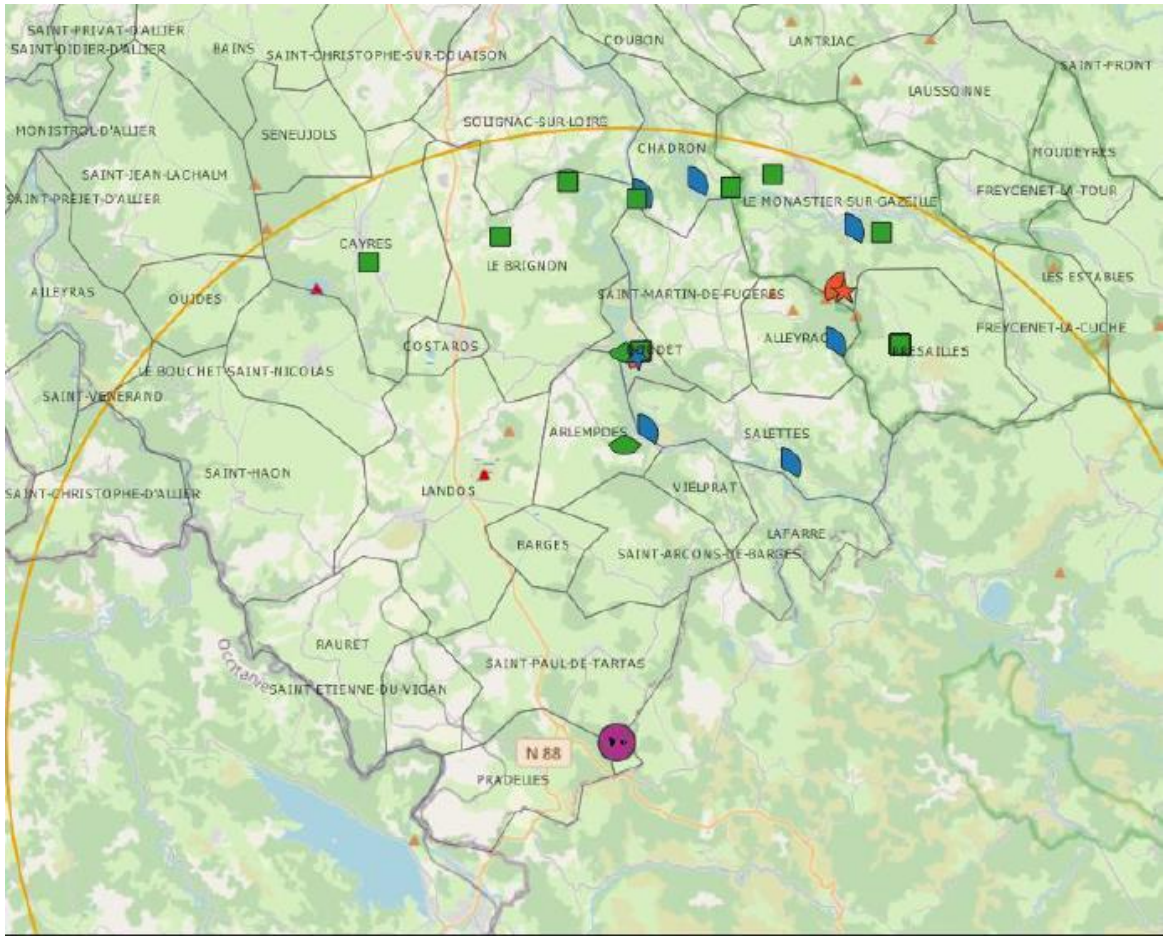 SAINT-PRIVAT-D'ALLIER
SAINT-DIDIER-D'ALLIER
BAINS
SAINT-CHRISTOPHE-SUR-DOLAISON
COUBON
LANTRIAC
SAINT-FRONT
LAUSSONNE
MONISTROL-D'ALLIER
SENEUJOLS
SOLIGNAC-SUR-LOIRE
CHADRON
MOUDEYRES
SAINT-JEAN-LACHALM
SAINT-PREJET-D'ALLIER
FREYCENET-LA-TOUR
LE MONASTIER-SUR-GAZEILLE
CAYRES
LE BRIGNON
LES ESTABLES
ALLEYRAS
OUIDES
SAINT-MARTIN-DE-FUGERES
FREYCENET-LA-CUCHE
ALLEYRAC
COSTAROS
PRESAILLES
LE BOUCHET-SAINT-NICOLAS
SAINT-VENERAND
ARLEMPDES
SALETTES
SAINT-HAON
SAINT-CHRISTOPHE-D'ALLIER
LANDOS
VIELPRAT
LAFARRE
BARGES
SAINT-ARCONS-DE-BARGES
RAURET
Occitanie
SAINT-PAUL-DE-TARTAS
SAINT-ETIENNE-DU-VIGAN
N 88
PRADELLES